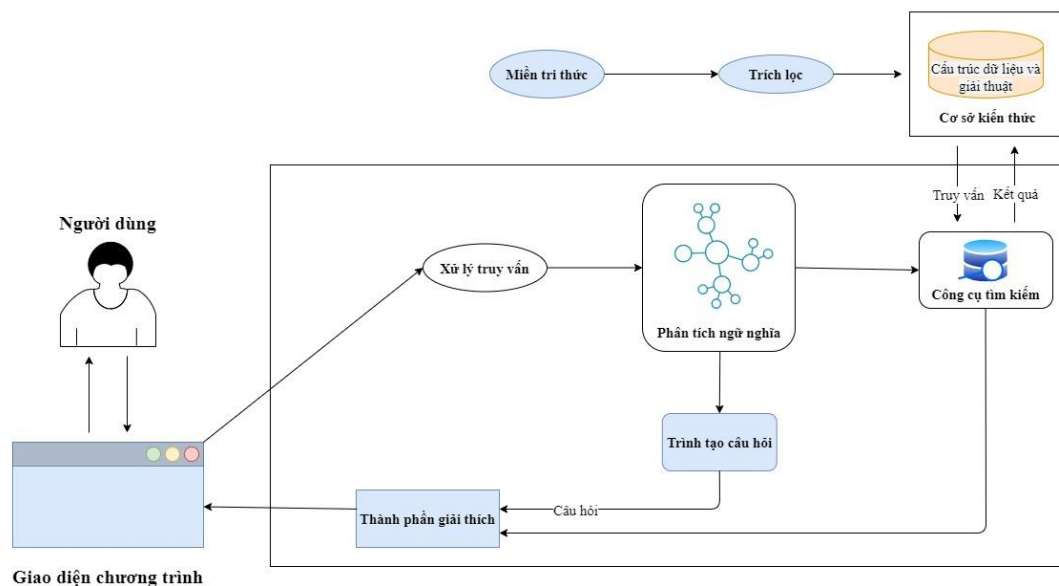 Miền tri thức
Trích lọc
Cấu trúc dữ liệu và
giải thuật
Cơ sở kiến thức
Truy vấn
Kết quả
Người dùng
Xử lý truy vấn
Phân tích ngữ nghĩa
Công cụ tìm kiếm
Trình tạo câu hỏi
Câu hỏi
Thành phần giải thích
Giao diện chương trình